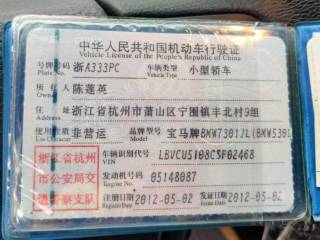 中华人民共和国机动车行驶证
Vehicle License of the People's Republic of China
号牌号码 浙A333PC 车辆类型 小型轿车
Plate No. Vehicle Type
所有人 陈莲英
Owner
住址 浙江省杭州市萧山区宁围镇丰北村9组
Address
使用性质 非营运 品牌型号 宝马牌BMW7301JL(BMW530L
Use Character Model
浙江省杭州
市公安局交
通警察支队
车辆识别代号 LBVCU5108CSF02468
VIN
发动机号码 05148087
Engine No.
注册日期 2012-05-02 发证日期 2012-05-02